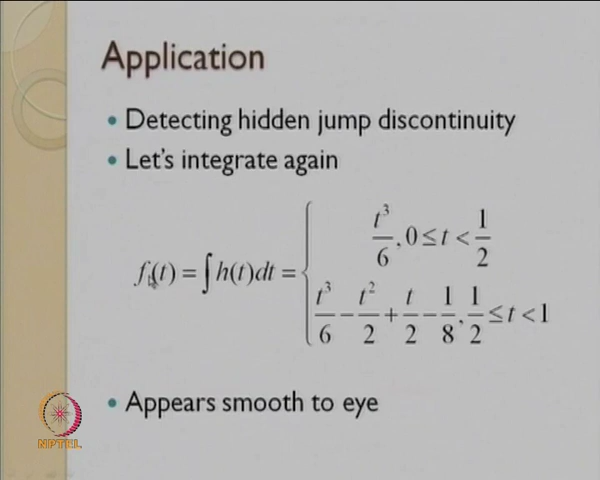 Application
• Detecting hidden jump discontinuity
• Let's integrate again
f(t) = ∫h(t)dt = { t³/6, 0 ≤ t < 1/2
t³/6 − t²/2 + t/2 − 1/8, 1/2 ≤ t < 1
• Appears smooth to eye
NPTEL